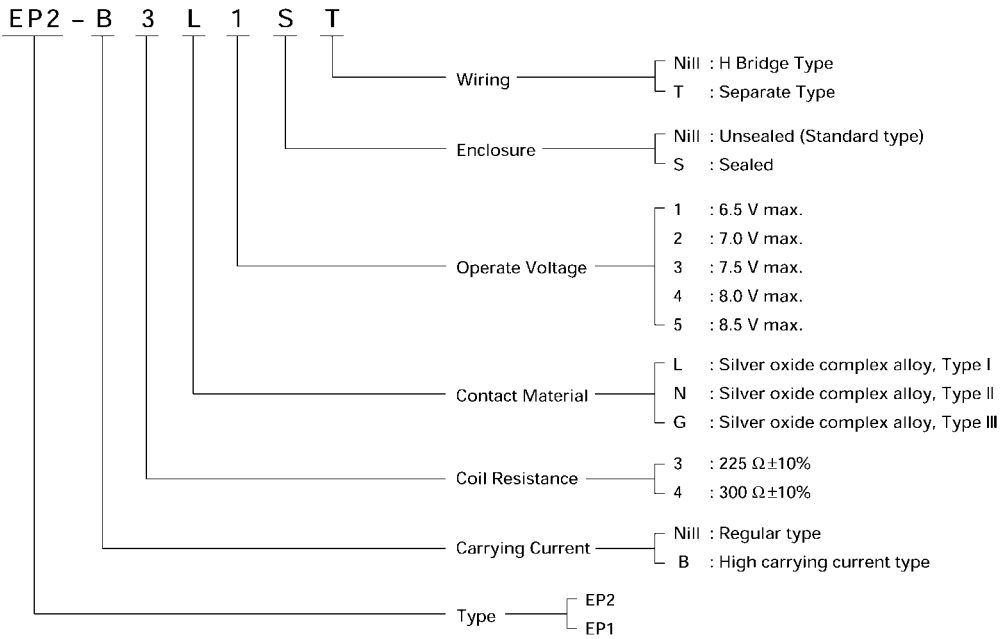 EP2-B 3 L 1 S T
Wiring
Nill : H Bridge Type
T : Separate Type
Enclosure
Nill : Unsealed (Standard type)
S : Sealed
Operate Voltage
1 : 6.5 V max.
2 : 7.0 V max.
3 : 7.5 V max.
4 : 8.0 V max.
5 : 8.5 V max.
Contact Material
L : Silver oxide complex alloy, Type I
N : Silver oxide complex alloy, Type II
G : Silver oxide complex alloy, Type III
Coil Resistance
3 : 225 Ω±10%
4 : 300 Ω±10%
Carrying Current
Nill : Regular type
B : High carrying current type
Type
EP2
EP1